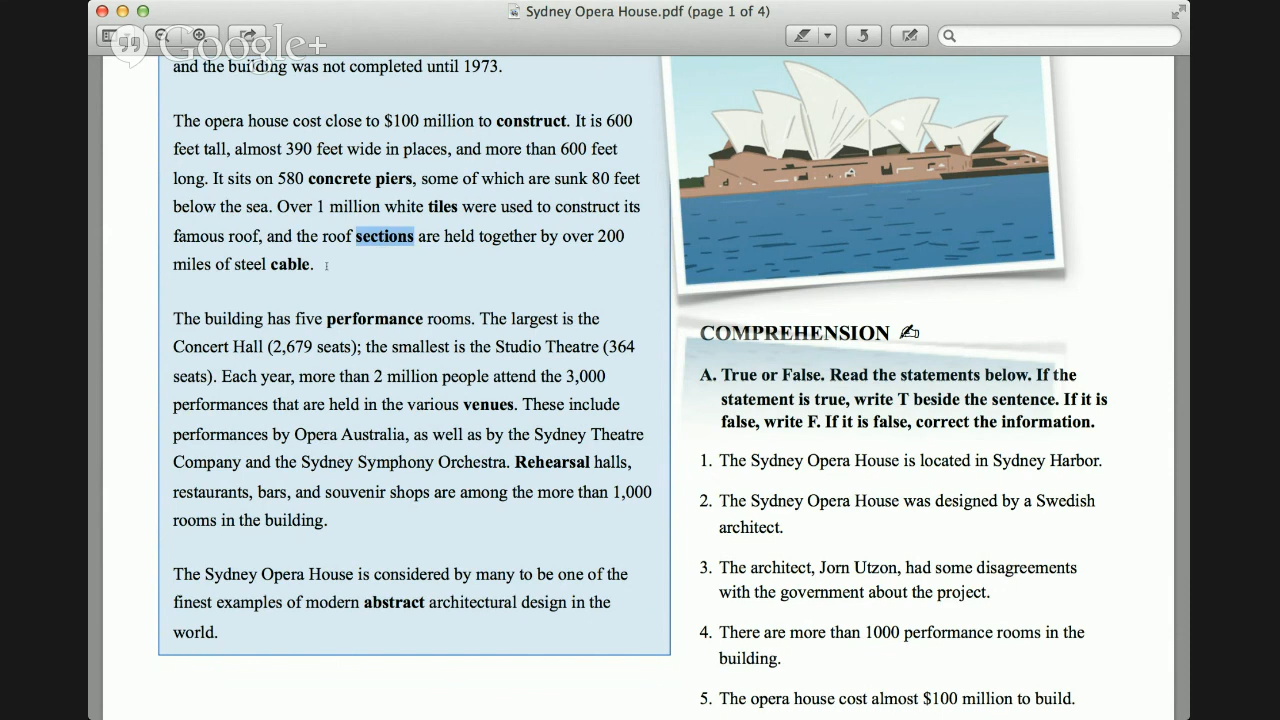 Sydney Opera House.pdf (page 1 of 4)
Google+
and the building was not completed until 1973.
The opera house cost close to $100 million to construct. It is 600
feet tall, almost 390 feet wide in places, and more than 600 feet
long. It sits on 580 concrete piers, some of which are sunk 80 feet
below the sea. Over 1 million white tiles were used to construct its
famous roof, and the roof sections are held together by over 200
miles of steel cable.
The building has five performance rooms. The largest is the
Concert Hall (2,679 seats); the smallest is the Studio Theatre (364
seats). Each year, more than 2 million people attend the 3,000
performances that are held in the various venues. These include
performances by Opera Australia, as well as by the Sydney Theatre
Company and the Sydney Symphony Orchestra. Rehearsal halls,
restaurants, bars, and souvenir shops are among the more than 1,000
rooms in the building.
The Sydney Opera House is considered by many to be one of the
finest examples of modern abstract architectural design in the
world.
COMPREHENSION
A. True or False. Read the statements below. If the
statement is true, write T beside the sentence. If it is
false, write F. If it is false, correct the information.
1. The Sydney Opera House is located in Sydney Harbor.
2. The Sydney Opera House was designed by a Swedish
architect.
3. The architect, Jorn Utzon, had some disagreements
with the government about the project.
4. There are more than 1000 performance rooms in the
building.
5. The opera house cost almost $100 million to build.